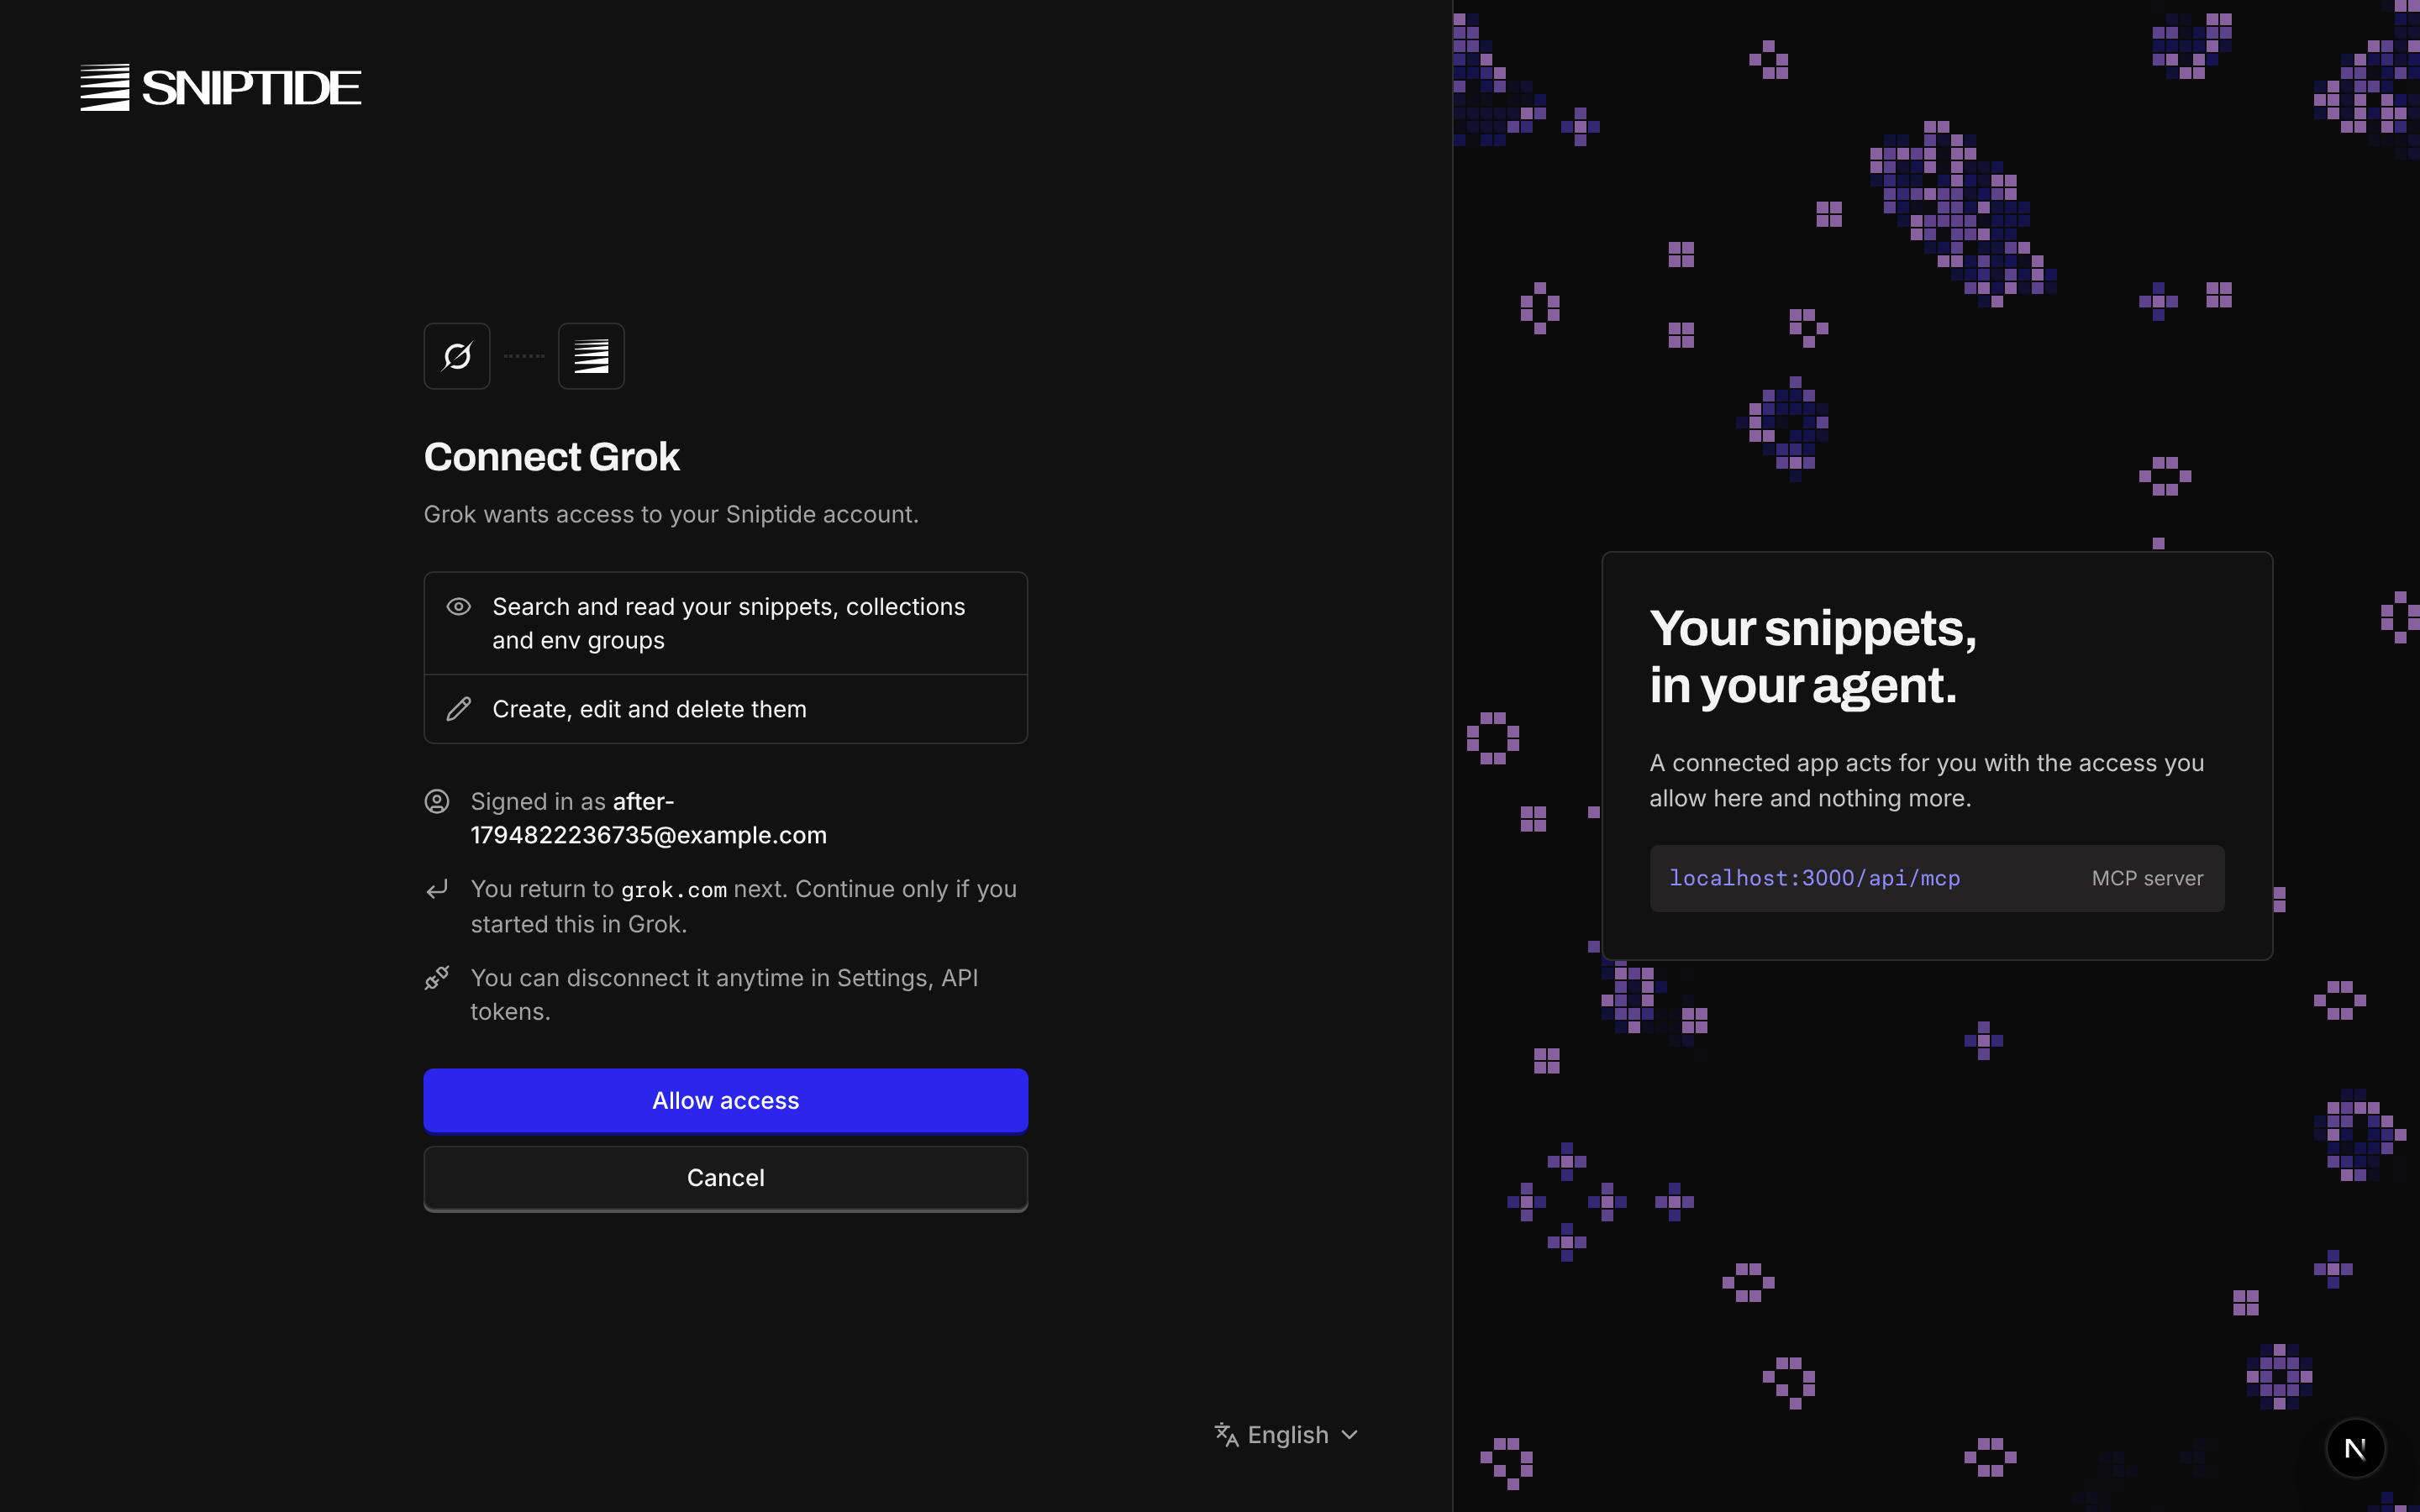 SNIPTIDE
Connect Grok
Grok wants access to your Sniptide account.
Search and read your snippets, collections
and env groups
Create, edit and delete them
Signed in as after-
1794822236735@example.com
You return to grok.com next. Continue only if you
started this in Grok.
You can disconnect it anytime in Settings, API
tokens.
Allow access
Cancel
English
Your snippets,
in your agent.
A connected app acts for you with the access you
allow here and nothing more.
localhost:3000/api/mcp MCP server
N